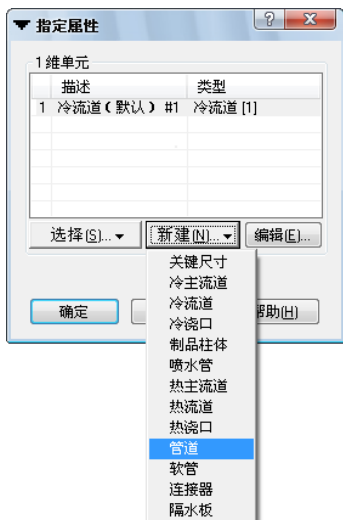 指定属性
1维单元
描述 类型
1 冷流道（默认）#1 冷流道 [1]
选择(S)... 新建(N)... 编辑(E)...
关键尺寸
冷主流道
冷流道
冷浇口
制品柱体
喷水管
热主流道
热流道
热浇口
管道
软管
连接器
隔水板
确定 帮助(H)